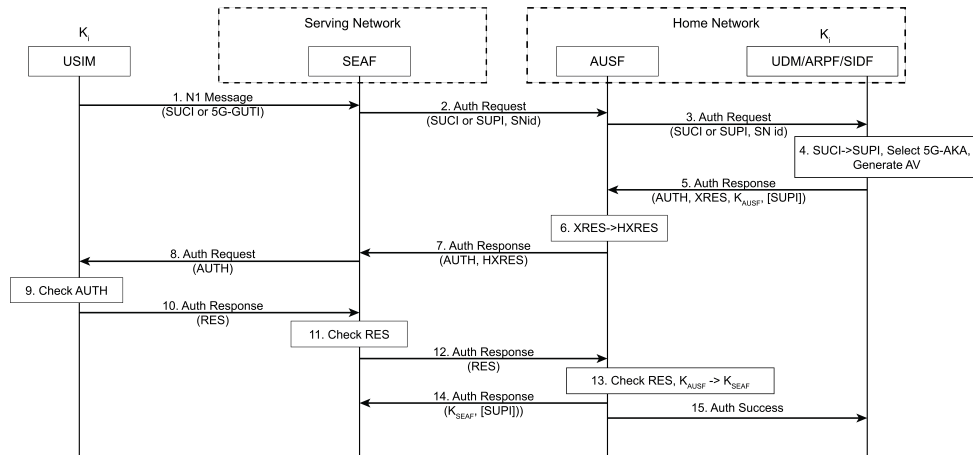 Serving Network
Home Network
Ki
Ki
USIM
SEAF
AUSF
UDM/ARPF/SIDF
1. N1 Message
(SUCI or 5G-GUTI)
2. Auth Request
(SUCI or SUPI, SNid)
3. Auth Request
(SUCI or SUPI, SN id)
4. SUCI->SUPI, Select 5G-AKA,
Generate AV
5. Auth Response
(AUTH, XRES, KAUSF, [SUPI])
6. XRES->HXRES
7. Auth Response
(AUTH, HXRES)
8. Auth Request
(AUTH)
9. Check AUTH
10. Auth Response
(RES)
11. Check RES
12. Auth Response
(RES)
13. Check RES, KAUSF -> KSEAF
14. Auth Response
(KSEAF, [SUPI]))
15. Auth Success